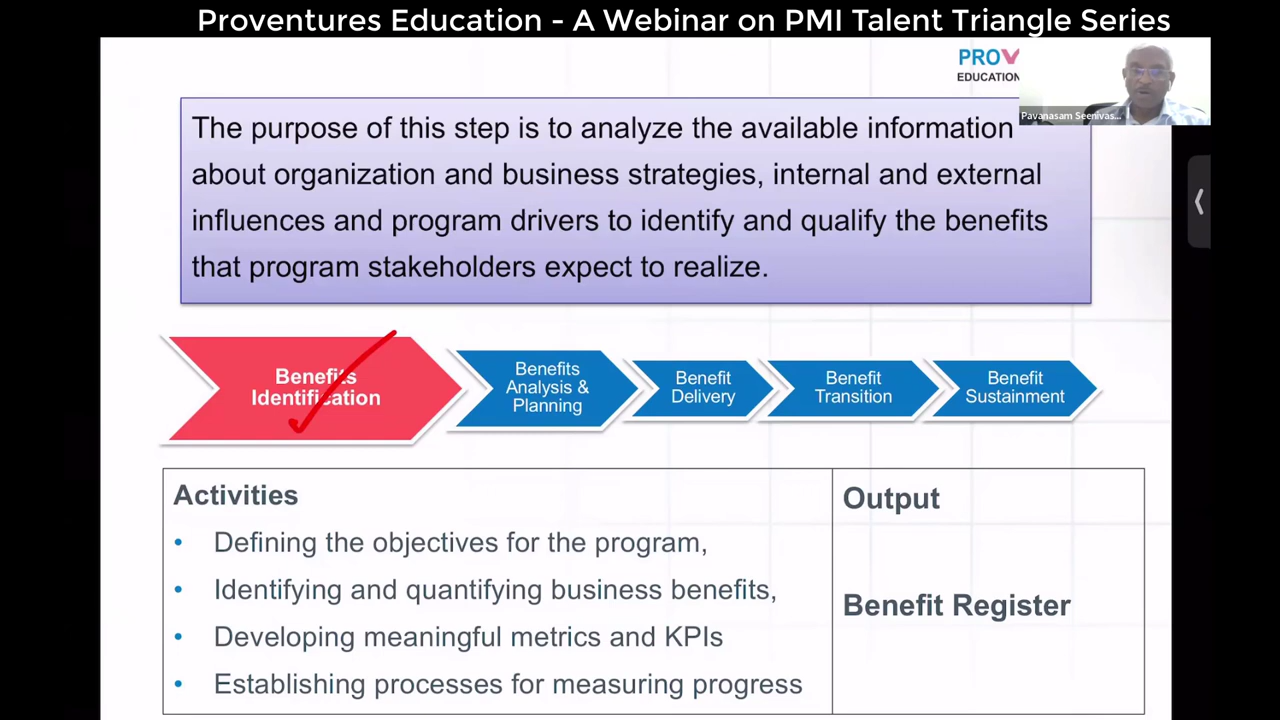 Proventures Education - A Webinar on PMI Talent Triangle Series
PROV
EDUCATION
Pavanasam Seenivas...
The purpose of this step is to analyze the available information
about organization and business strategies, internal and external
influences and program drivers to identify and qualify the benefits
that program stakeholders expect to realize.
Benefits
Identification
Benefits
Analysis &
Planning
Benefit
Delivery
Benefit
Transition
Benefit
Sustainment
Activities
• Defining the objectives for the program,
• Identifying and quantifying business benefits,
• Developing meaningful metrics and KPIs
• Establishing processes for measuring progress
Output
Benefit Register